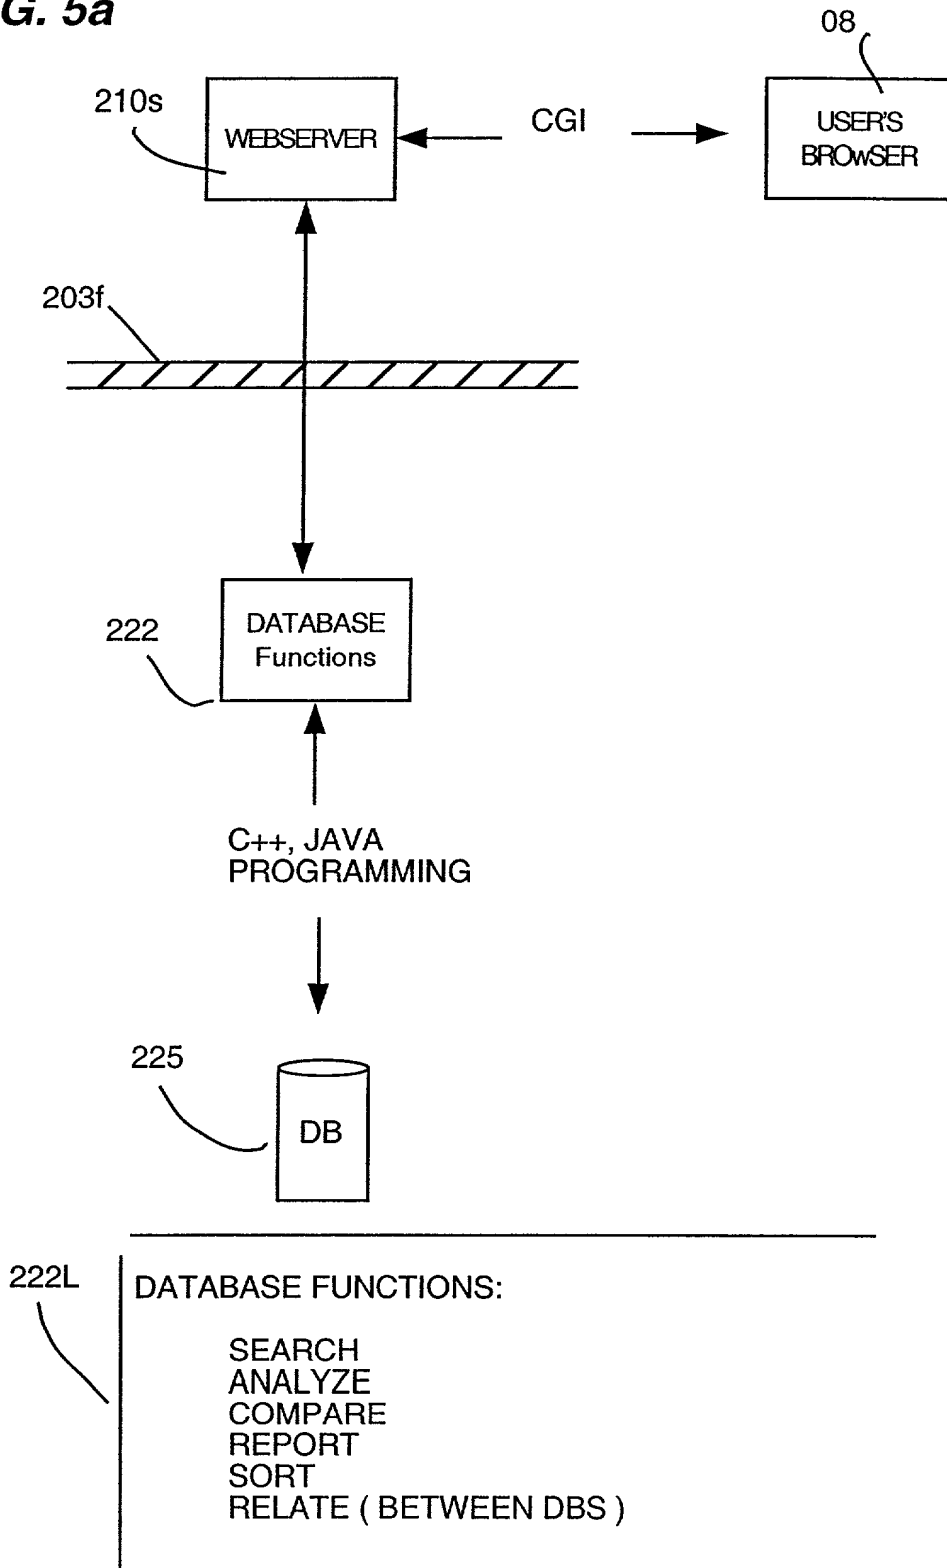 G. 5a
08
210s
WEBSERVER
CGI
USER'S
BROwSER
203f
222
DATABASE
Functions
C++, JAVA
PROGRAMMING
225
DB
222L
DATABASE FUNCTIONS:
SEARCH
ANALYZE
COMPARE
REPORT
SORT
RELATE ( BETWEEN DBS )